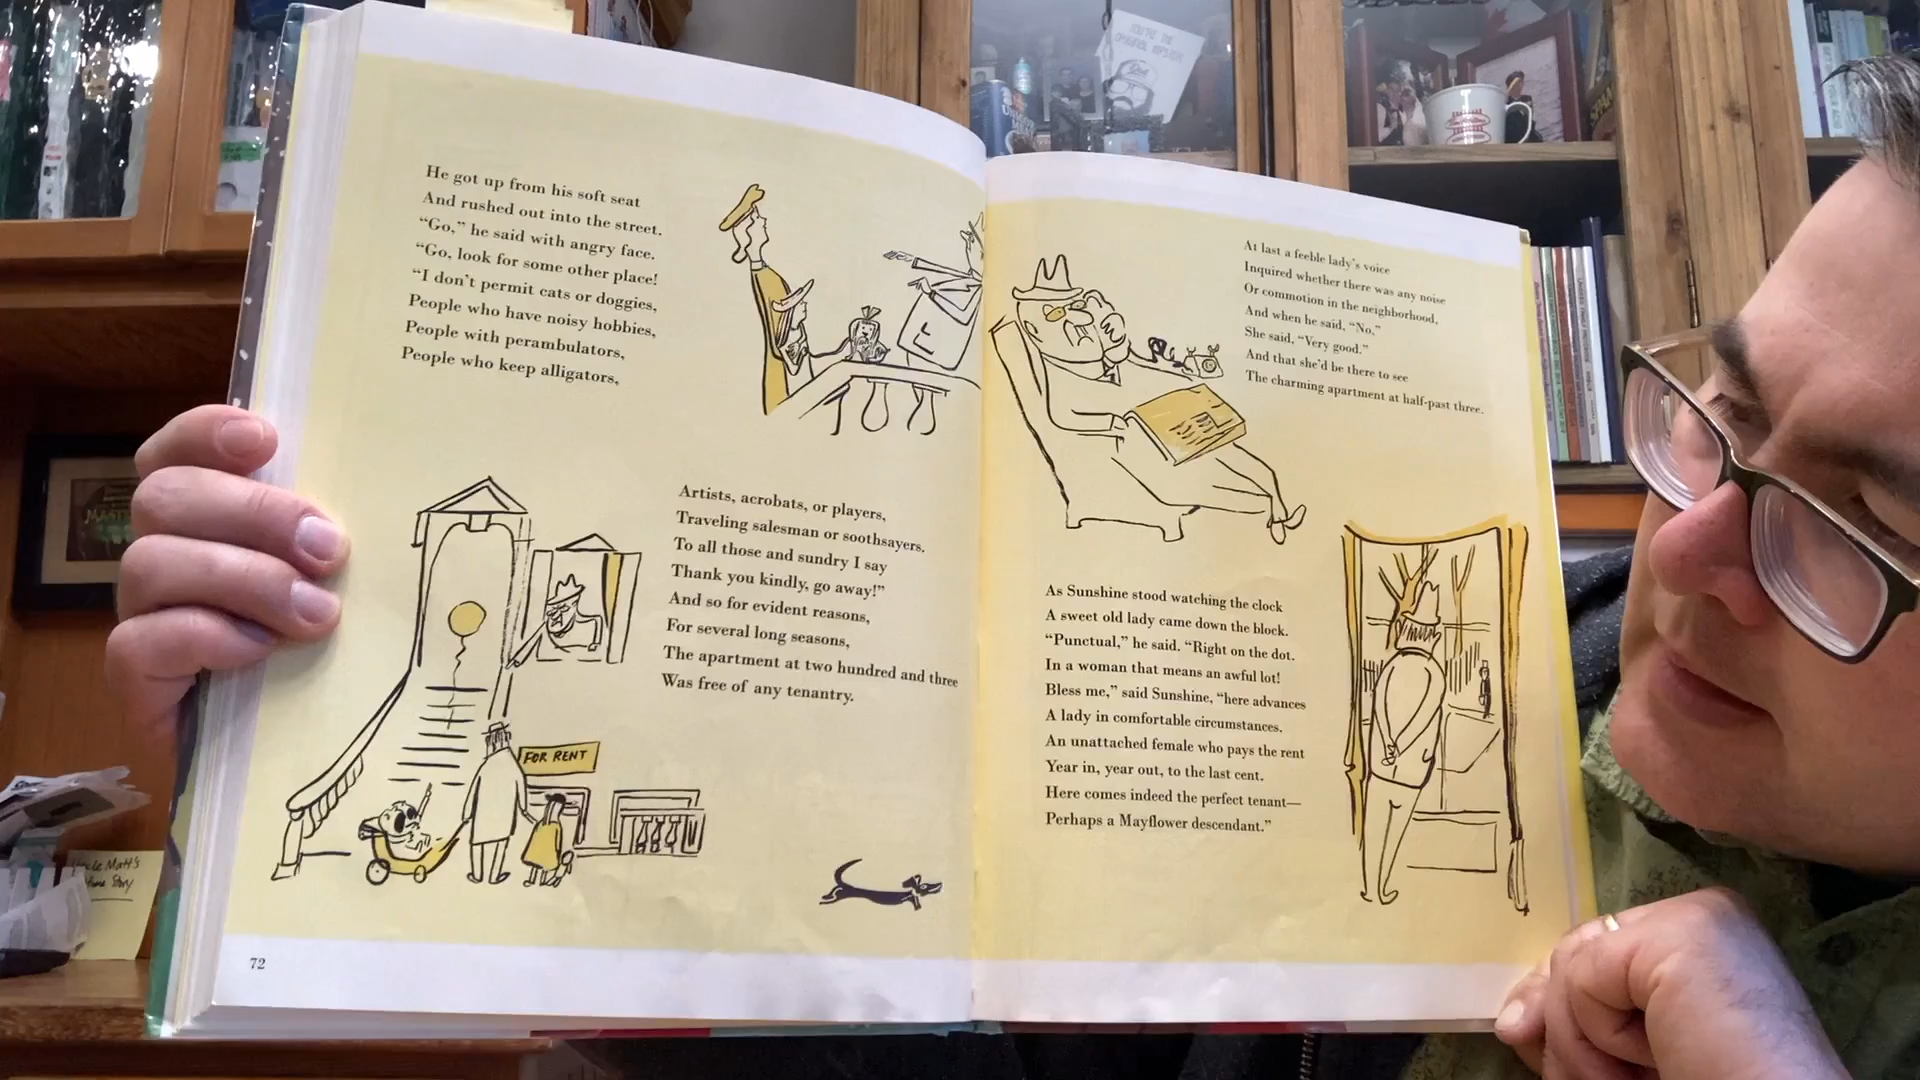 He got up from his soft seat
And rushed out into the street.
“Go,” he said with angry face.
“Go, look for some other place!
“I don’t permit cats or doggies,
People who have noisy hobbies,
People with perambulators,
People who keep alligators,
Artists, acrobats, or players,
Traveling salesman or soothsayers.
To all those and sundry I say
Thank you kindly, go away!”
And so for evident reasons,
For several long seasons,
The apartment at two hundred and three
Was free of any tenantry.
FOR RENT
72
At last a feeble lady’s voice
Inquired whether there was any noise
Or commotion in the neighborhood,
And when he said, “No,”
She said, “Very good.”
And that she’d be there to see
The charming apartment at half-past three.
As Sunshine stood watching the clock
A sweet old lady came down the block.
“Punctual,” he said. “Right on the dot.
In a woman that means an awful lot!
Bless me,” said Sunshine, “here advances
A lady in comfortable circumstances.
An unattached female who pays the rent
Year in, year out, to the last cent.
Here comes indeed the perfect tenant—
Perhaps a Mayflower descendant.”
YOU'RE THE
ORIGINAL
Matt's
Story